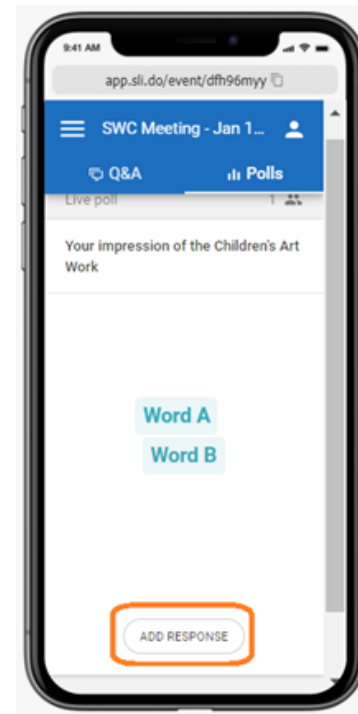 9:41 AM
app.sli.do/event/dfh96myy
SWC Meeting - Jan 1...
Q&A
Polls
Live poll 1
Your impression of the Children's Art
Work
Word A
Word B
ADD RESPONSE